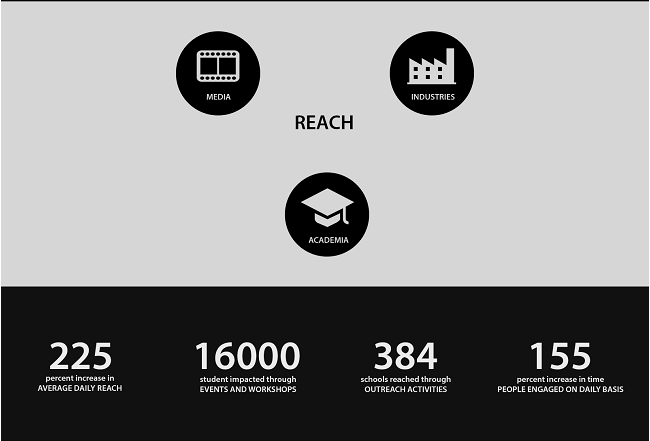 MEDIA
INDUSTRIES
REACH
ACADEMIA
225
percent increase in
AVERAGE DAILY REACH
16000
student impacted through
EVENTS AND WORKSHOPS
384
schools reached through
OUTREACH ACTIVITIES
155
percent increase in time
PEOPLE ENGAGED ON DAILY BASIS